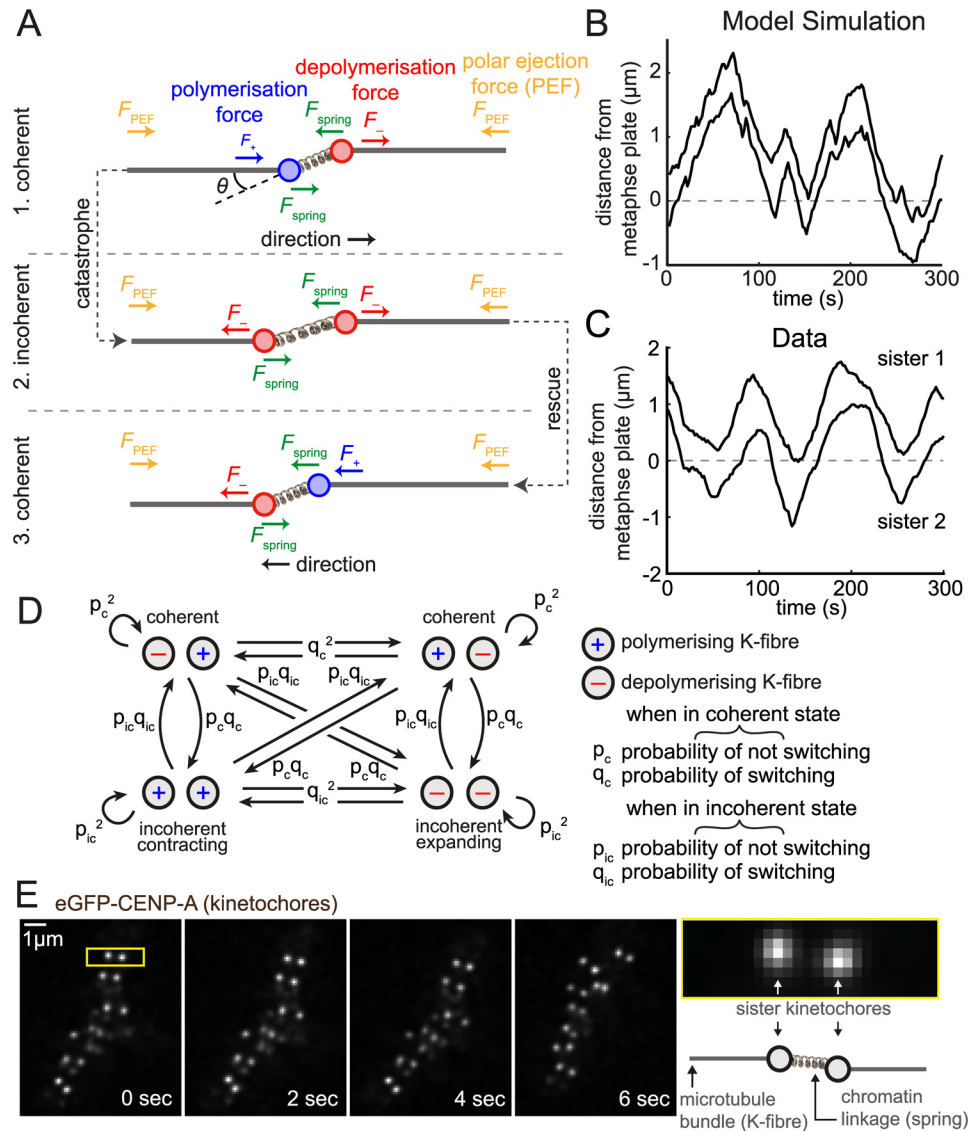 A
polymerisation
force
depolymerisation
force
polar ejection
force (PEF)
1. coherent
F_PEF
F_+
F_spring
F_–
F_PEF
θ
F_spring
direction
catastrophe
2. incoherent
F_PEF
F_–
F_spring
F_–
F_PEF
F_spring
rescue
3. coherent
F_PEF
F_–
F_spring
F_+
F_PEF
F_spring
direction
B
Model Simulation
distance from
metaphse plate (µm)
2
1
0
-1
0
100
200
300
time (s)
C
Data
distance from
metaphse plate (µm)
2
1
0
-1
-2
sister 1
sister 2
0
100
200
300
time (s)
D
p_c^2
coherent
q_c^2
coherent
p_c^2
– +
+ –
p_ic q_ic
p_ic q_ic
p_ic q_ic
p_c q_c
p_ic q_ic
p_c q_c
p_c q_c
p_c q_c
+ +
q_ic^2
– –
p_ic^2
incoherent
contracting
incoherent
expanding
p_ic^2
+ polymerising K-fibre
– depolymerising K-fibre
when in coherent state
p_c probability of not switching
q_c probability of switching
when in incoherent state
p_ic probability of not switching
q_ic probability of switching
E
eGFP-CENP-A (kinetochores)
1µm
0 sec
2 sec
4 sec
6 sec
sister kinetochores
microtubule
bundle (K-fibre)
chromatin
linkage (spring)